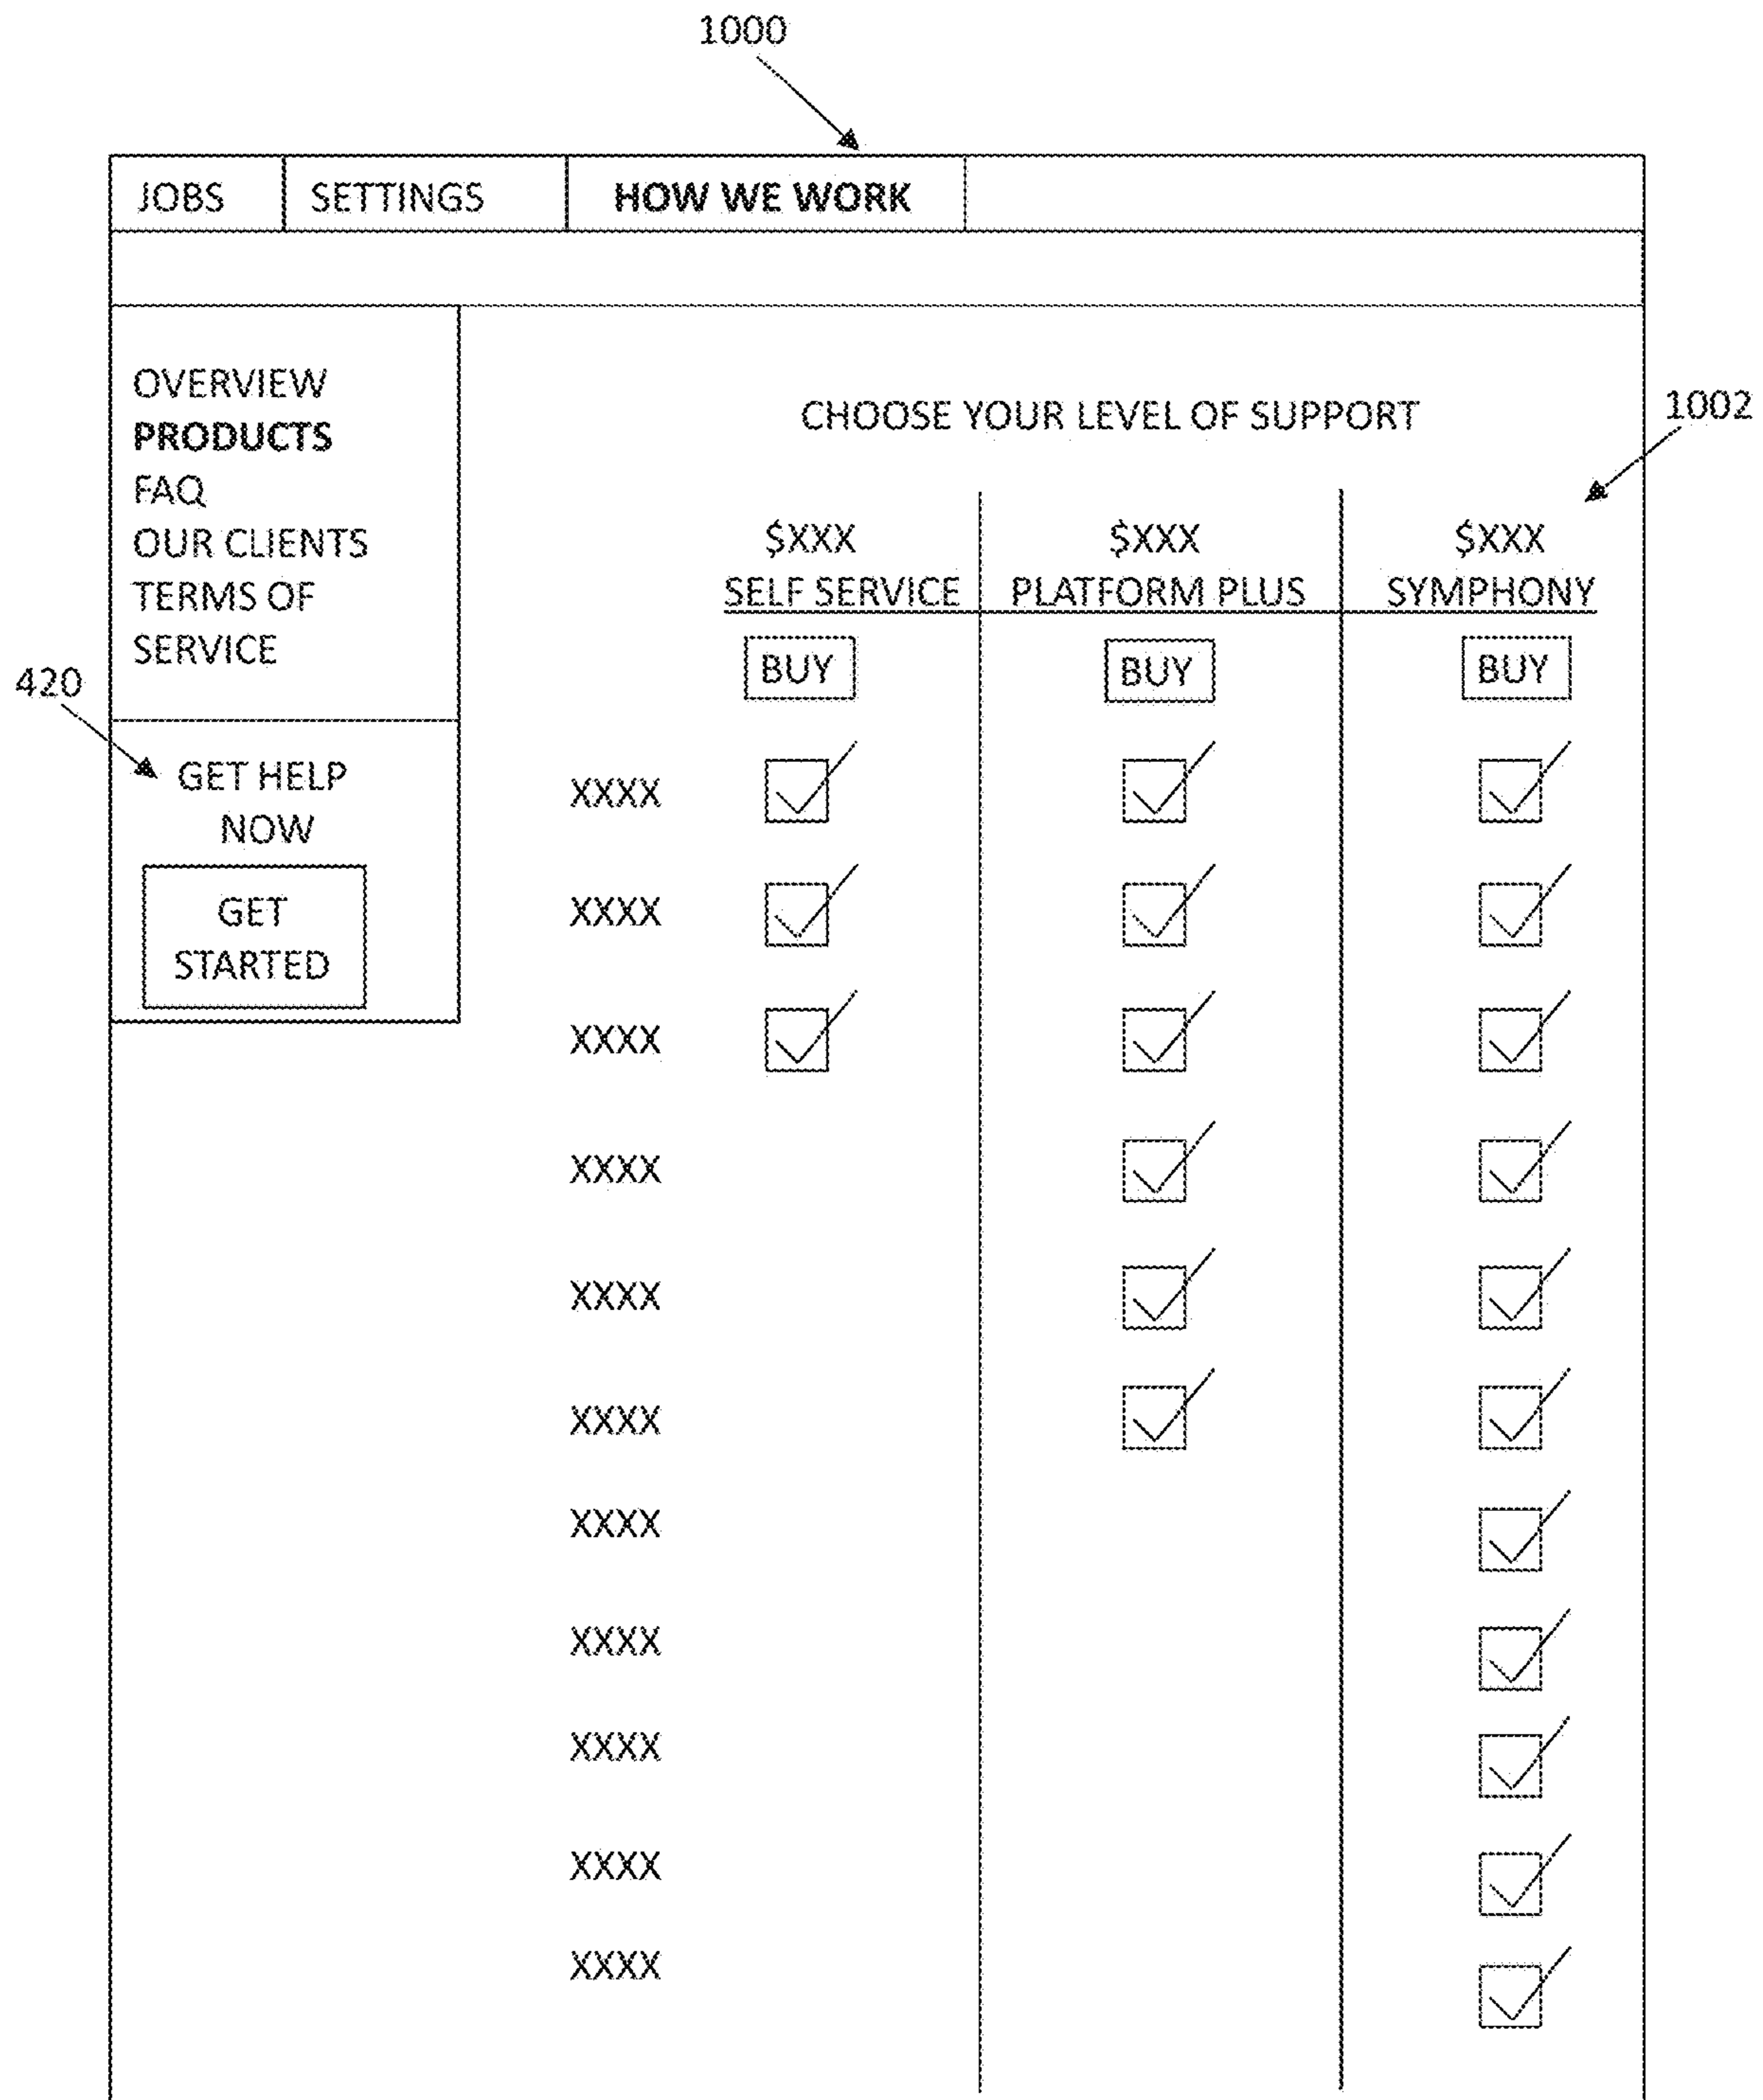 1000
JOBS SETTINGS HOW WE WORK
OVERVIEW
PRODUCTS
FAQ
OUR CLIENTS
TERMS OF
SERVICE
420
GET HELP
NOW
GET
STARTED
CHOOSE YOUR LEVEL OF SUPPORT
1002
$XXX $XXX $XXX
SELF SERVICE PLATFORM PLUS SYMPHONY
BUY BUY BUY
XXXX
XXXX
XXXX
XXXX
XXXX
XXXX
XXXX
XXXX
XXXX
XXXX
XXXX